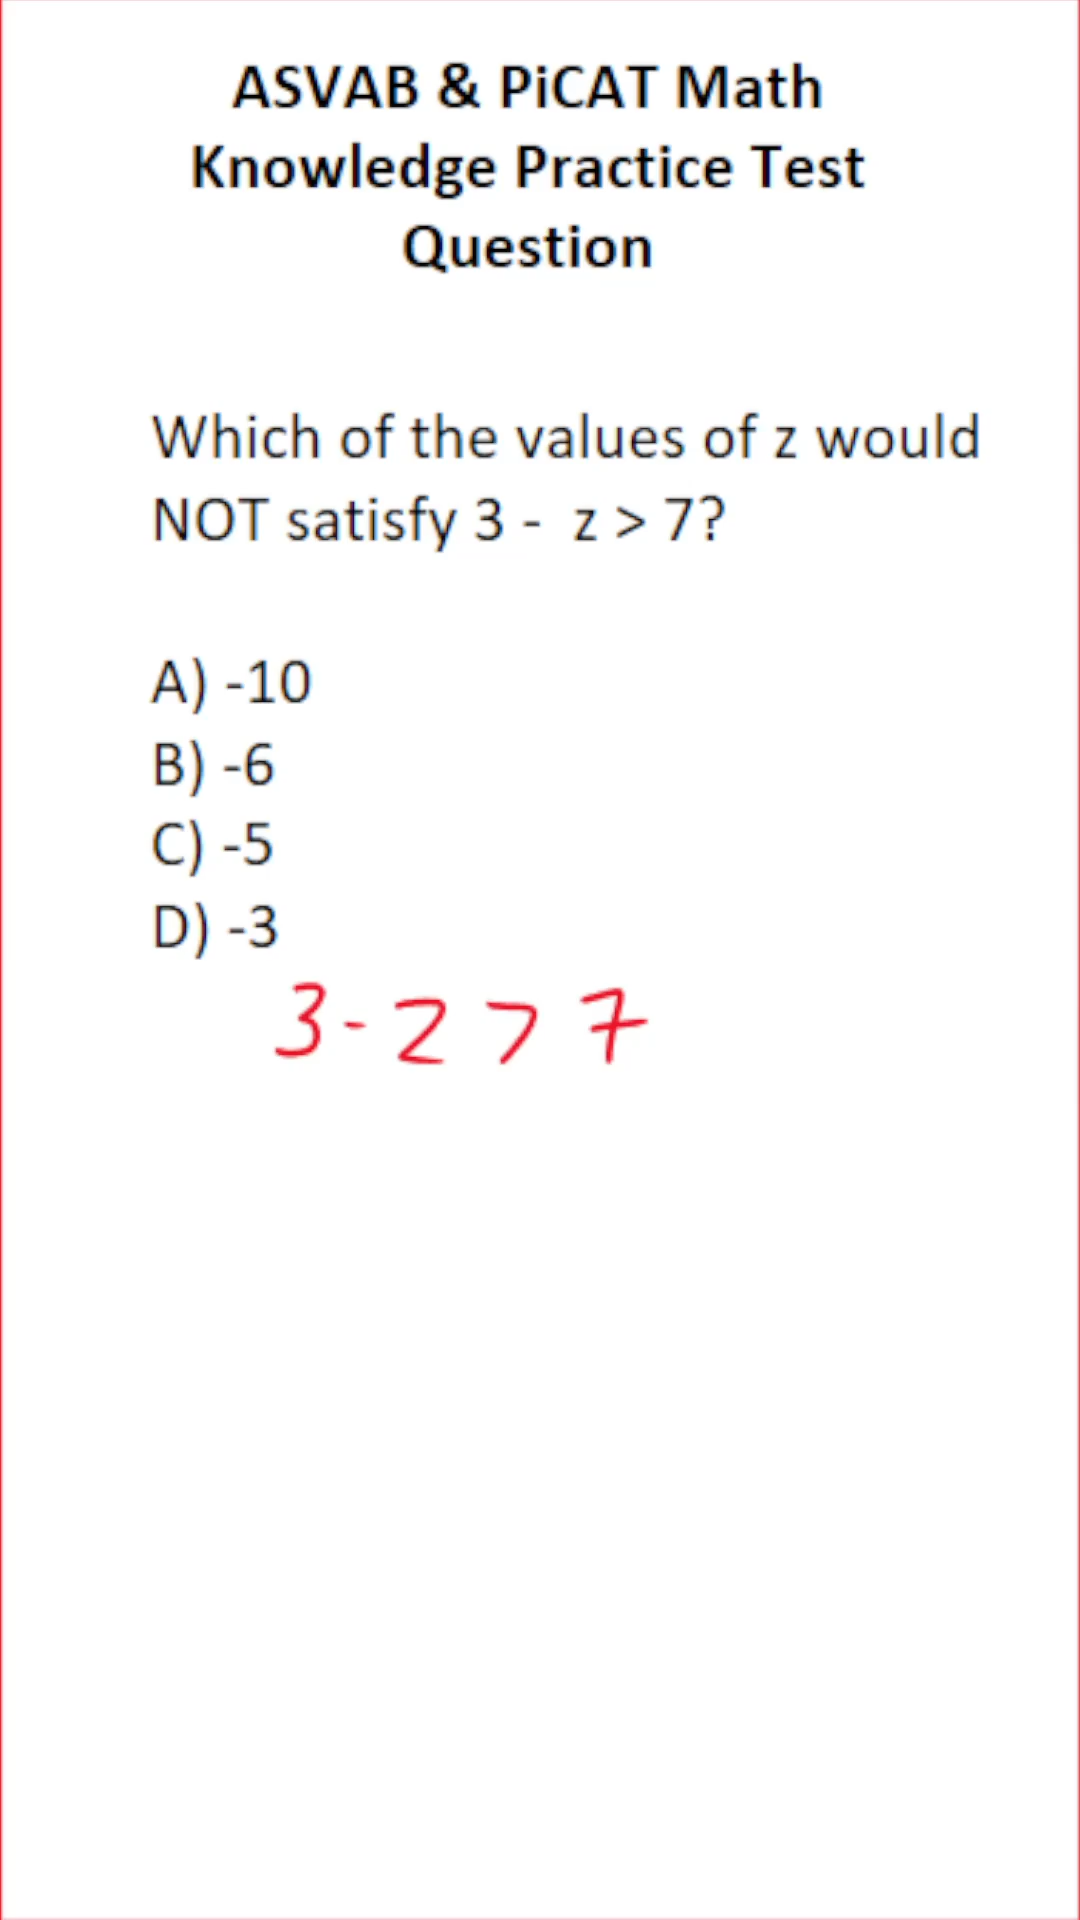 ASVAB & PiCAT Math
Knowledge Practice Test
Question
Which of the values of z would
NOT satisfy 3 - z > 7?
A) -10
B) -6
C) -5
D) -3
3 - z > 7